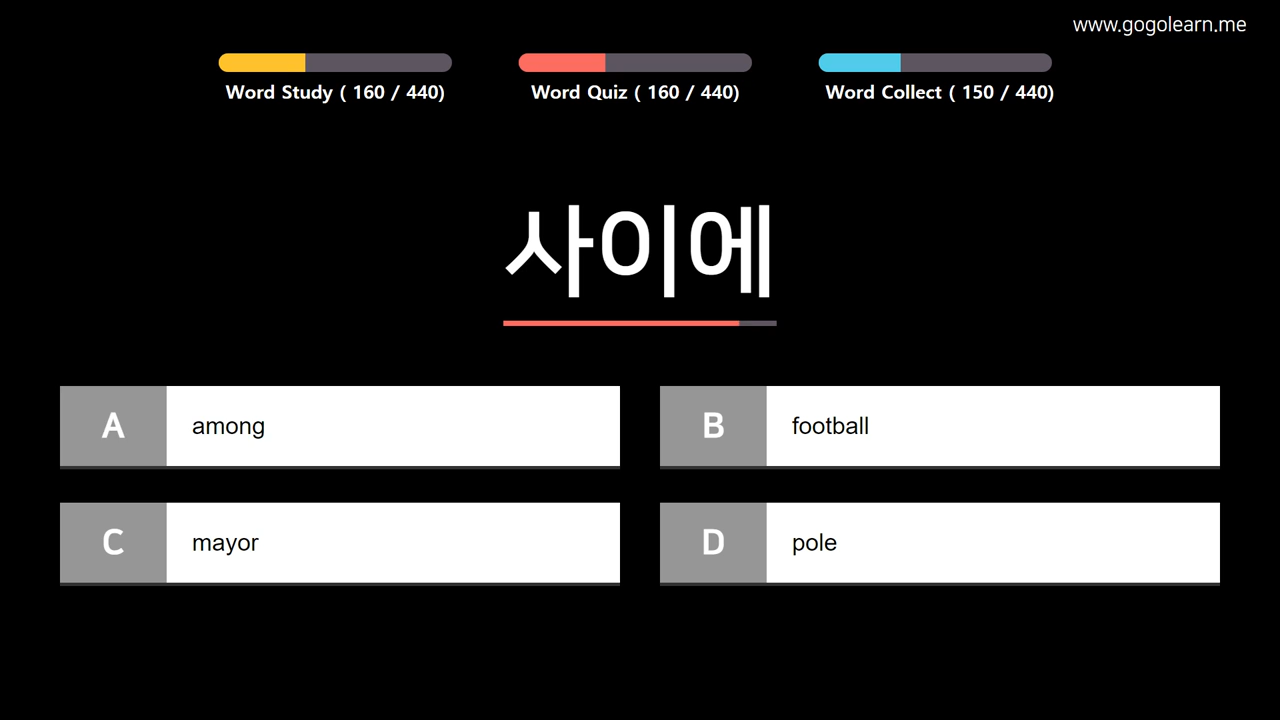 www.gogolearn.me
Word Study ( 160 / 440)
Word Quiz ( 160 / 440)
Word Collect ( 150 / 440)
사이에
A among
B football
C mayor
D pole